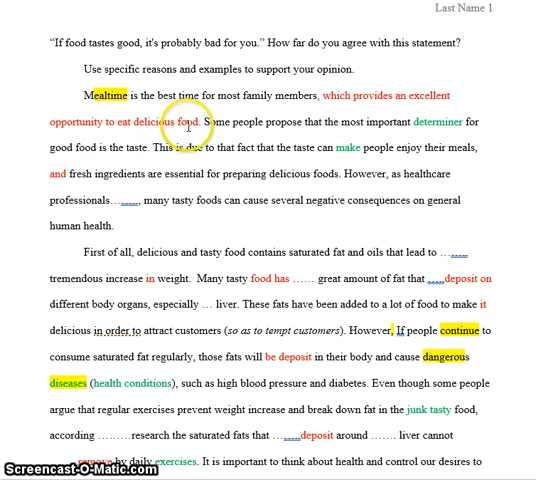 Last Name 1
“If food tastes good, it's probably bad for you.” How far do you agree with this statement?
Use specific reasons and examples to support your opinion.
Mealtime is the best time for most family members, which provides an excellent
opportunity to eat delicious food. Some people propose that the most important determiner for
good food is the taste. This is due to that fact that the taste can make people enjoy their meals,
and fresh ingredients are essential for preparing delicious foods. However, as healthcare
professionals…......, many tasty foods can cause several negative consequences on general
human health.
First of all, delicious and tasty food contains saturated fat and oils that lead to ….....
tremendous increase in weight. Many tasty food has …… great amount of fat that .....deposit on
different body organs, especially … liver. These fats have been added to a lot of food to make it
delicious in order to attract customers (so as to tempt customers). However, If people continue to
consume saturated fat regularly, those fats will be deposit in their body and cause dangerous
diseases (health conditions), such as high blood pressure and diabetes. Even though some people
argue that regular exercises prevent weight increase and break down fat in the junk tasty food,
according ………research the saturated fats that ….....deposit around ……. liver cannot
remove by daily exercises. It is important to think about health and control our desires to
Screencast-O-Matic.com